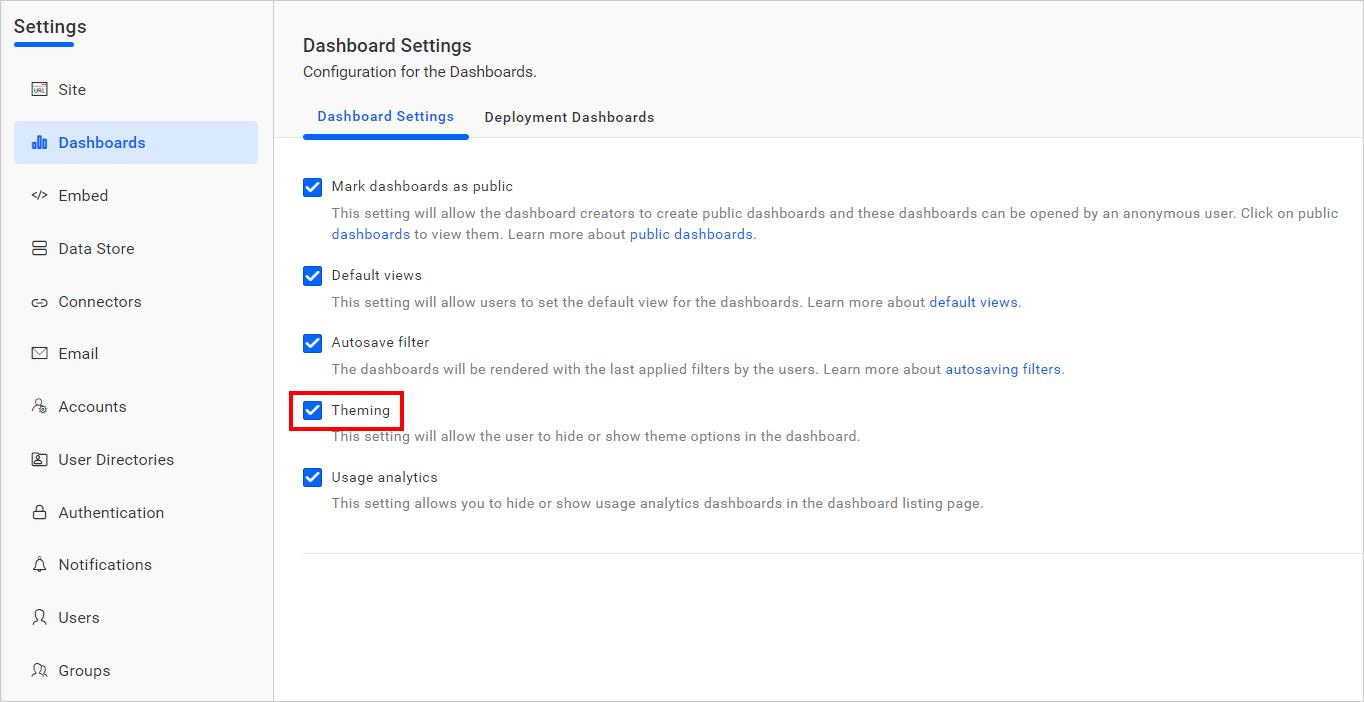 Settings
Site
Dashboards
Embed
Data Store
Connectors
Email
Accounts
User Directories
Authentication
Notifications
Users
Groups
Dashboard Settings
Configuration for the Dashboards.
Dashboard Settings
Deployment Dashboards
Mark dashboards as public
This setting will allow the dashboard creators to create public dashboards and these dashboards can be opened by an anonymous user. Click on public
dashboards to view them. Learn more about public dashboards.
Default views
This setting will allow users to set the default view for the dashboards. Learn more about default views.
Autosave filter
The dashboards will be rendered with the last applied filters by the users. Learn more about autosaving filters.
Theming
This setting will allow the user to hide or show theme options in the dashboard.
Usage analytics
This setting allows you to hide or show usage analytics dashboards in the dashboard listing page.